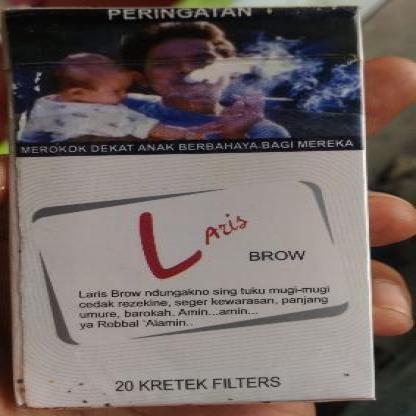 PERINGATAN
MEROKOK DEKAT ANAK BERBAHAYA BAGI MEREKA
Laris
BROW
Laris Brow ndungakno sing tuku mugi-mugi
cedak rezekine, seger kewarasan, panjang
umure, barokah. Amin...amin...
ya Robbal 'Alamin..
20 KRETEK FILTERS